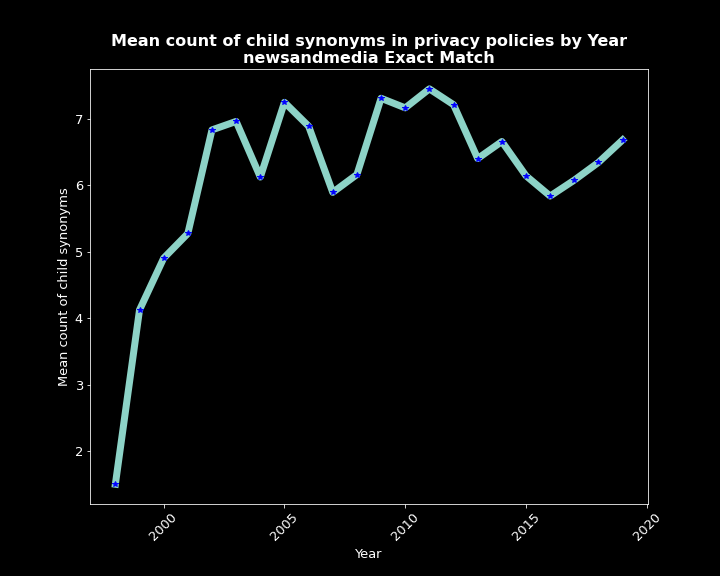 Mean count of child synonyms in privacy policies by Year
newsandmedia Exact Match
7
6
5
4
3
2
Mean count of child synonyms
2000
2005
2010
2015
2020
Year